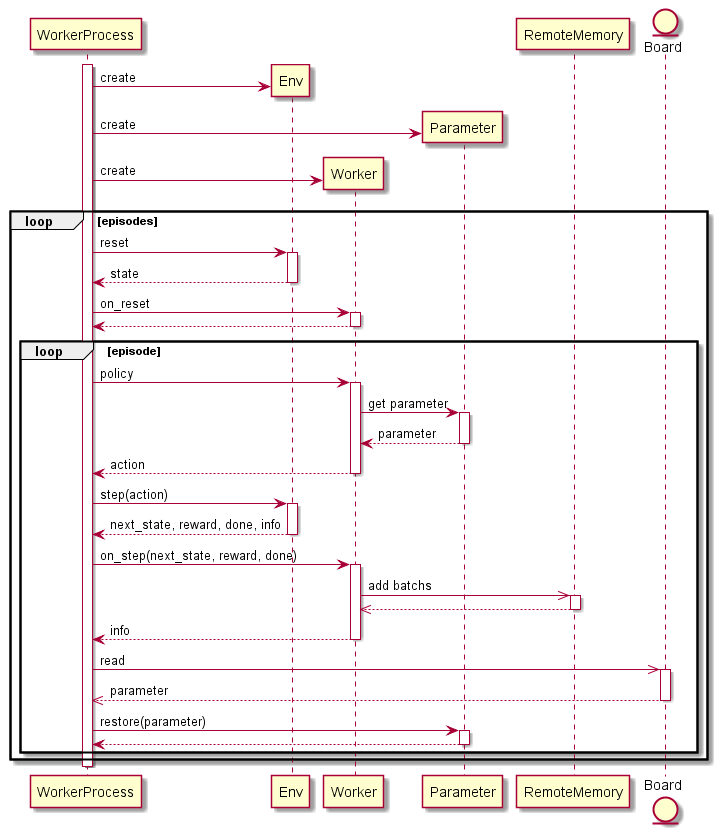 WorkerProcess
RemoteMemory
Board
create
Env
create
Parameter
create
Worker
loop [episodes]
reset
state
on_reset
loop [episode]
policy
get parameter
parameter
action
step(action)
next_state, reward, done, info
on_step(next_state, reward, done)
add batchs
info
read
parameter
restore(parameter)
WorkerProcess
Env
Worker
Parameter
RemoteMemory
Board